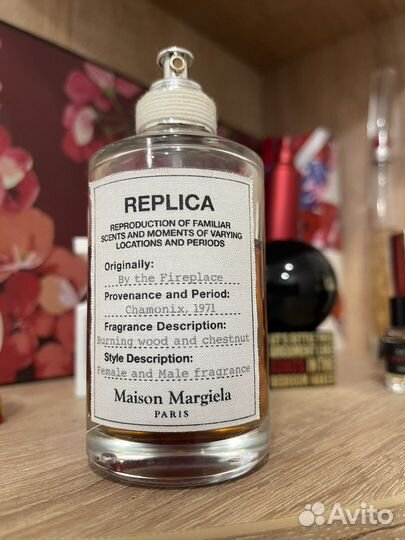 REPLICA
REPRODUCTION OF FAMILIAR
SCENTS AND MOMENTS OF VARYING
LOCATIONS AND PERIODS
Originally:
By the Fireplace
Provenance and Period:
Chamonix, 1971
Fragrance Description:
Burning wood and chestnut
Style Description:
Female and Male fragrance
Maison Margiela
PARIS
Avito